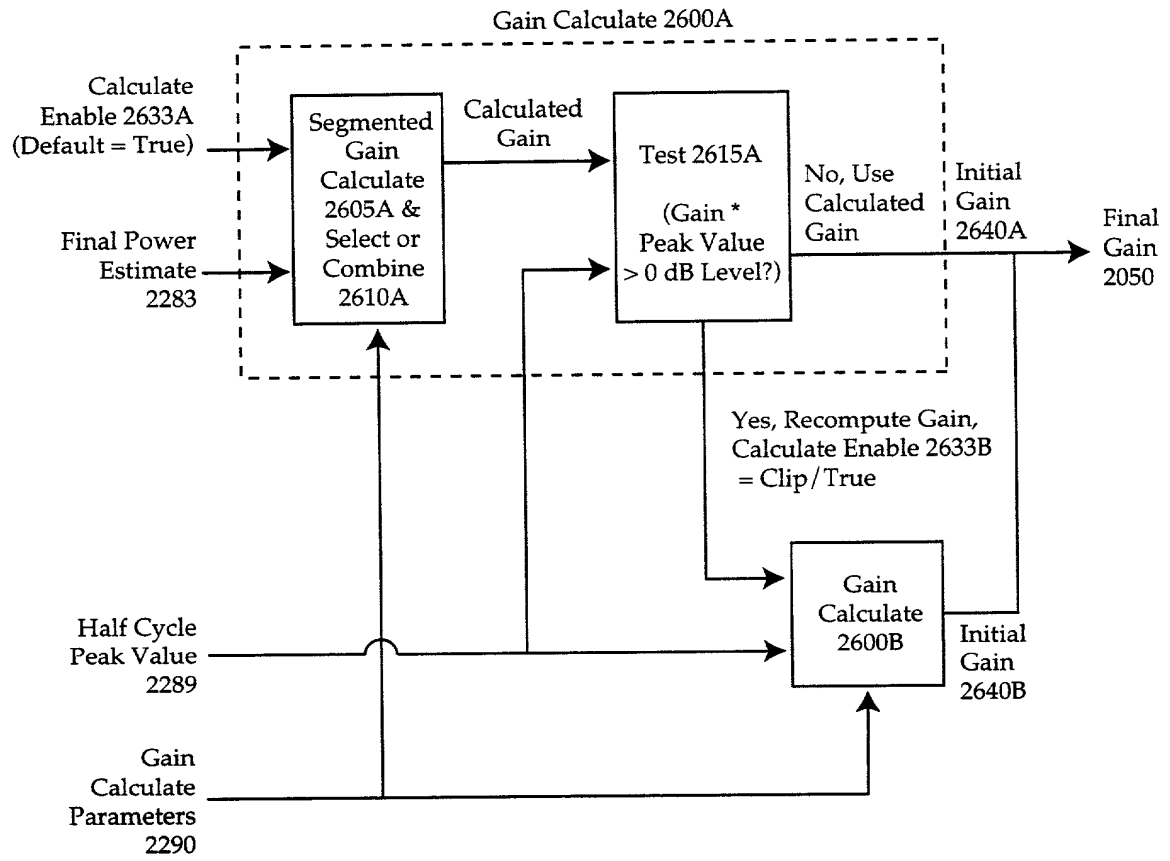 Gain Calculate 2600A
Calculate
Enable 2633A
(Default = True)
Final Power
Estimate
2283
Segmented
Gain
Calculate
2605A &
Select or
Combine
2610A
Calculated
Gain
Test 2615A
(Gain *
Peak Value
> 0 dB Level?)
No, Use
Calculated
Gain
Initial
Gain
2640A
Final
Gain
2050
Yes, Recompute Gain,
Calculate Enable 2633B
= Clip/True
Half Cycle
Peak Value
2289
Gain
Calculate
2600B
Initial
Gain
2640B
Gain
Calculate
Parameters
2290